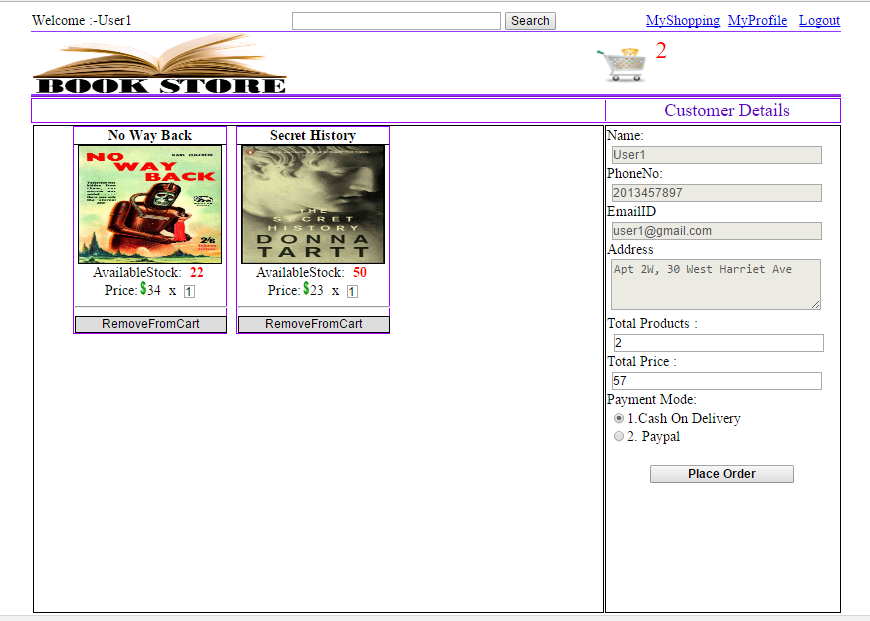 Welcome :-User1
Search
MyShopping MyProfile Logout
BOOK STORE
2
Customer Details
No Way Back
NO
WAY
BACK
2/6
AvailableStock: 22
Price:$34 x 1
RemoveFromCart
Secret History
THE
SECRET
HISTORY
DONNA
TARTT
AvailableStock: 50
Price:$23 x 1
RemoveFromCart
Name:
User1
PhoneNo:
2013457897
EmailID
user1@gmail.com
Address
Apt 2W, 30 West Harriet Ave
Total Products :
2
Total Price :
57
Payment Mode:
1.Cash On Delivery
2. Paypal
Place Order